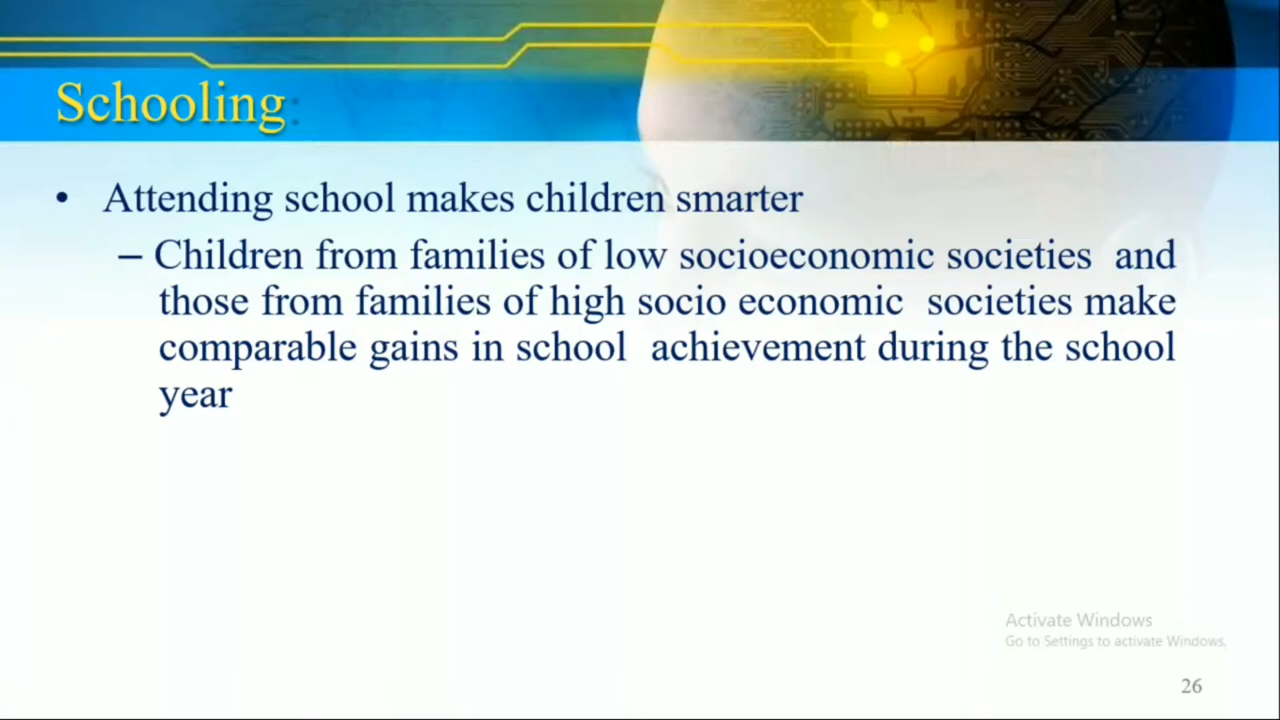 Schooling:
• Attending school makes children smarter
– Children from families of low socioeconomic societies and
those from families of high socio economic societies make
comparable gains in school achievement during the school
year
Activate Windows
Go to Settings to activate Windows.
26